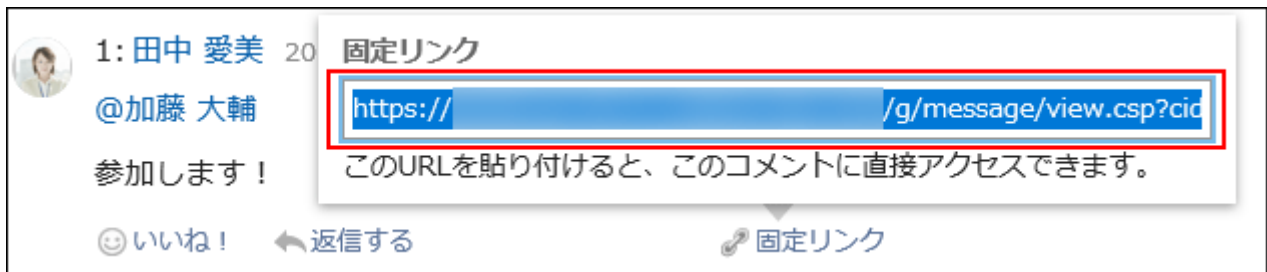 1: 田中 愛美 20
@加藤 大輔
参加します！
固定リンク
https:// /g/message/view.csp?cid
このURLを貼り付けると、このコメントに直接アクセスできます。
いいね！ 返信する 固定リンク